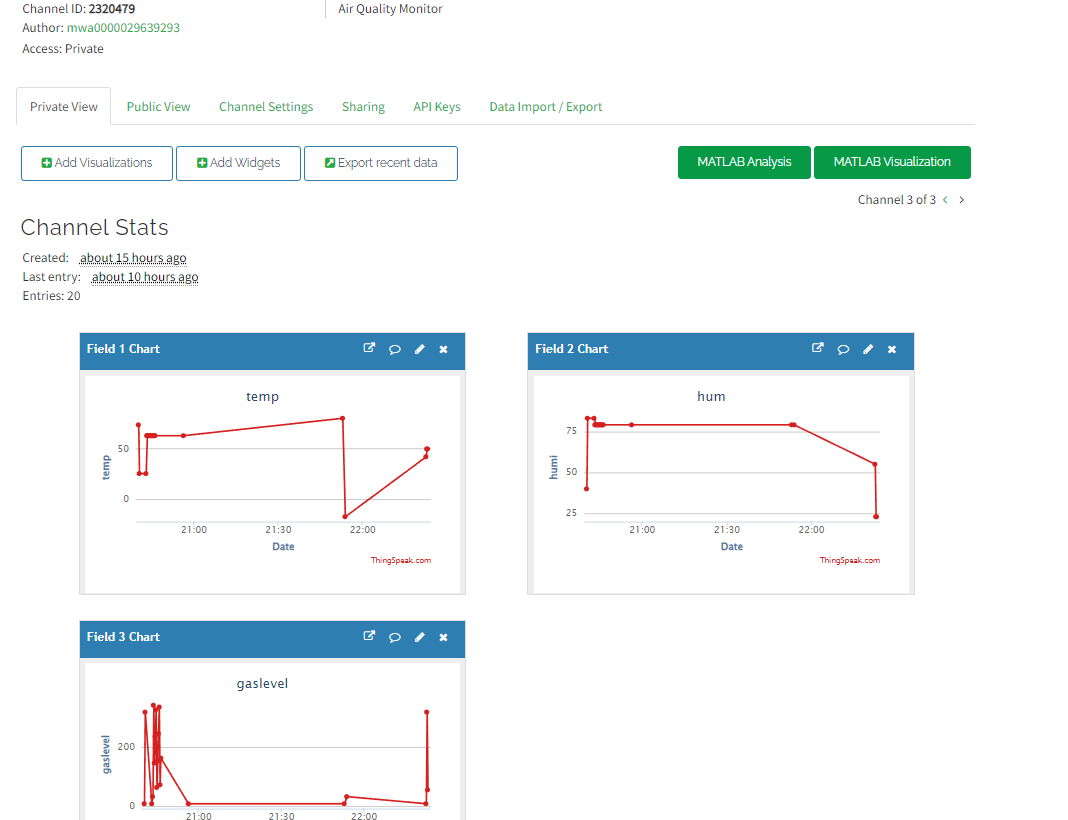 Channel ID: 2320479
Author: mwa0000029639293
Access: Private
Air Quality Monitor
Private View
Public View
Channel Settings
Sharing
API Keys
Data Import / Export
Add Visualizations
Add Widgets
Export recent data
MATLAB Analysis
MATLAB Visualization
Channel 3 of 3 < >
Channel Stats
Created: about 15 hours ago
Last entry: about 10 hours ago
Entries: 20
Field 1 Chart
temp
temp
50
0
21:00
21:30
22:00
Date
ThingSpeak.com
Field 2 Chart
hum
humi
75
50
25
21:00
21:30
22:00
Date
ThingSpeak.com
Field 3 Chart
gaslevel
gaslevel
200
0
21:00
21:30
22:00